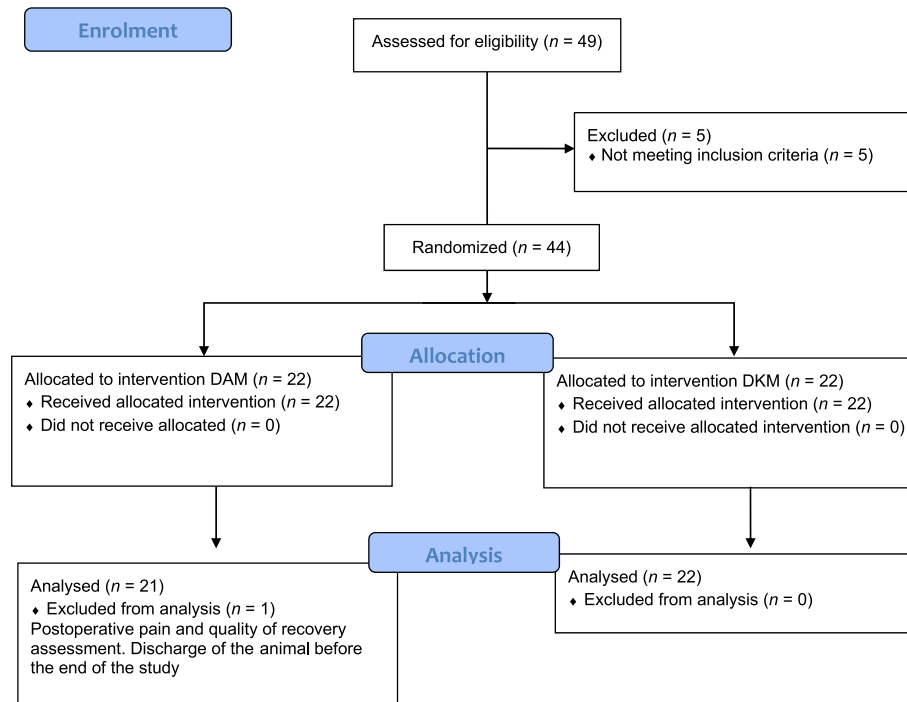 Enrolment
Assessed for eligibility (n = 49)
Excluded (n = 5)
♦ Not meeting inclusion criteria (n = 5)
Randomized (n = 44)
Allocation
Allocated to intervention DAM (n = 22)
♦ Received allocated intervention (n = 22)
♦ Did not receive allocated (n = 0)
Allocated to intervention DKM (n = 22)
♦ Received allocated intervention (n = 22)
♦ Did not receive allocated intervention (n = 0)
Analysis
Analysed (n = 21)
♦ Excluded from analysis (n = 1)
Postoperative pain and quality of recovery
assessment. Discharge of the animal before
the end of the study
Analysed (n = 22)
♦ Excluded from analysis (n = 0)